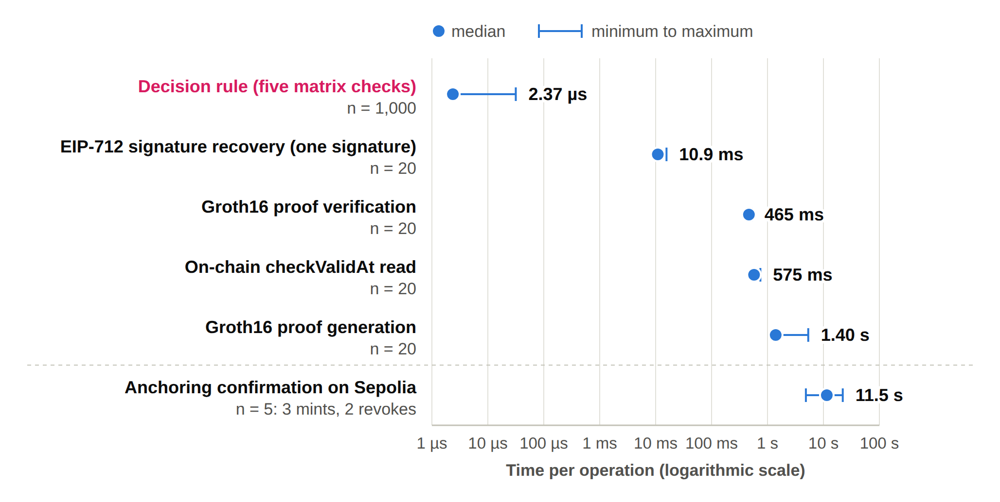 median minimum to maximum
Decision rule (five matrix checks)
2.37 µs
n = 1,000
EIP-712 signature recovery (one signature)
10.9 ms
n = 20
Groth16 proof verification
465 ms
n = 20
On-chain checkValidAt read
575 ms
n = 20
Groth16 proof generation
1.40 s
n = 20
Anchoring confirmation on Sepolia
11.5 s
n = 5: 3 mints, 2 revokes
1 µs 10 µs 100 µs 1 ms 10 ms 100 ms 1 s 10 s 100 s
Time per operation (logarithmic scale)